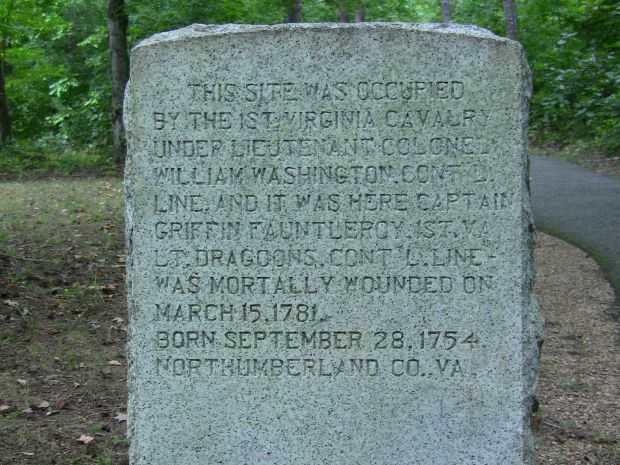 THIS SITE WAS OCCUPIED
BY THE 1ST. VIRGINIA CAVALRY
UNDER LIEUTENANT COLONEL
WILLIAM WASHINGTON, CONT'L.
LINE, AND IT WAS HERE CAPTAIN
GRIFFIN FAUNTLEROY, 1ST. VA.
LT. DRAGOONS, CONT'L. LINE-
WAS MORTALLY WOUNDED ON
MARCH 15, 1781.
BORN SEPTEMBER 28, 1754
NORTHUMBERLAND CO., VA.